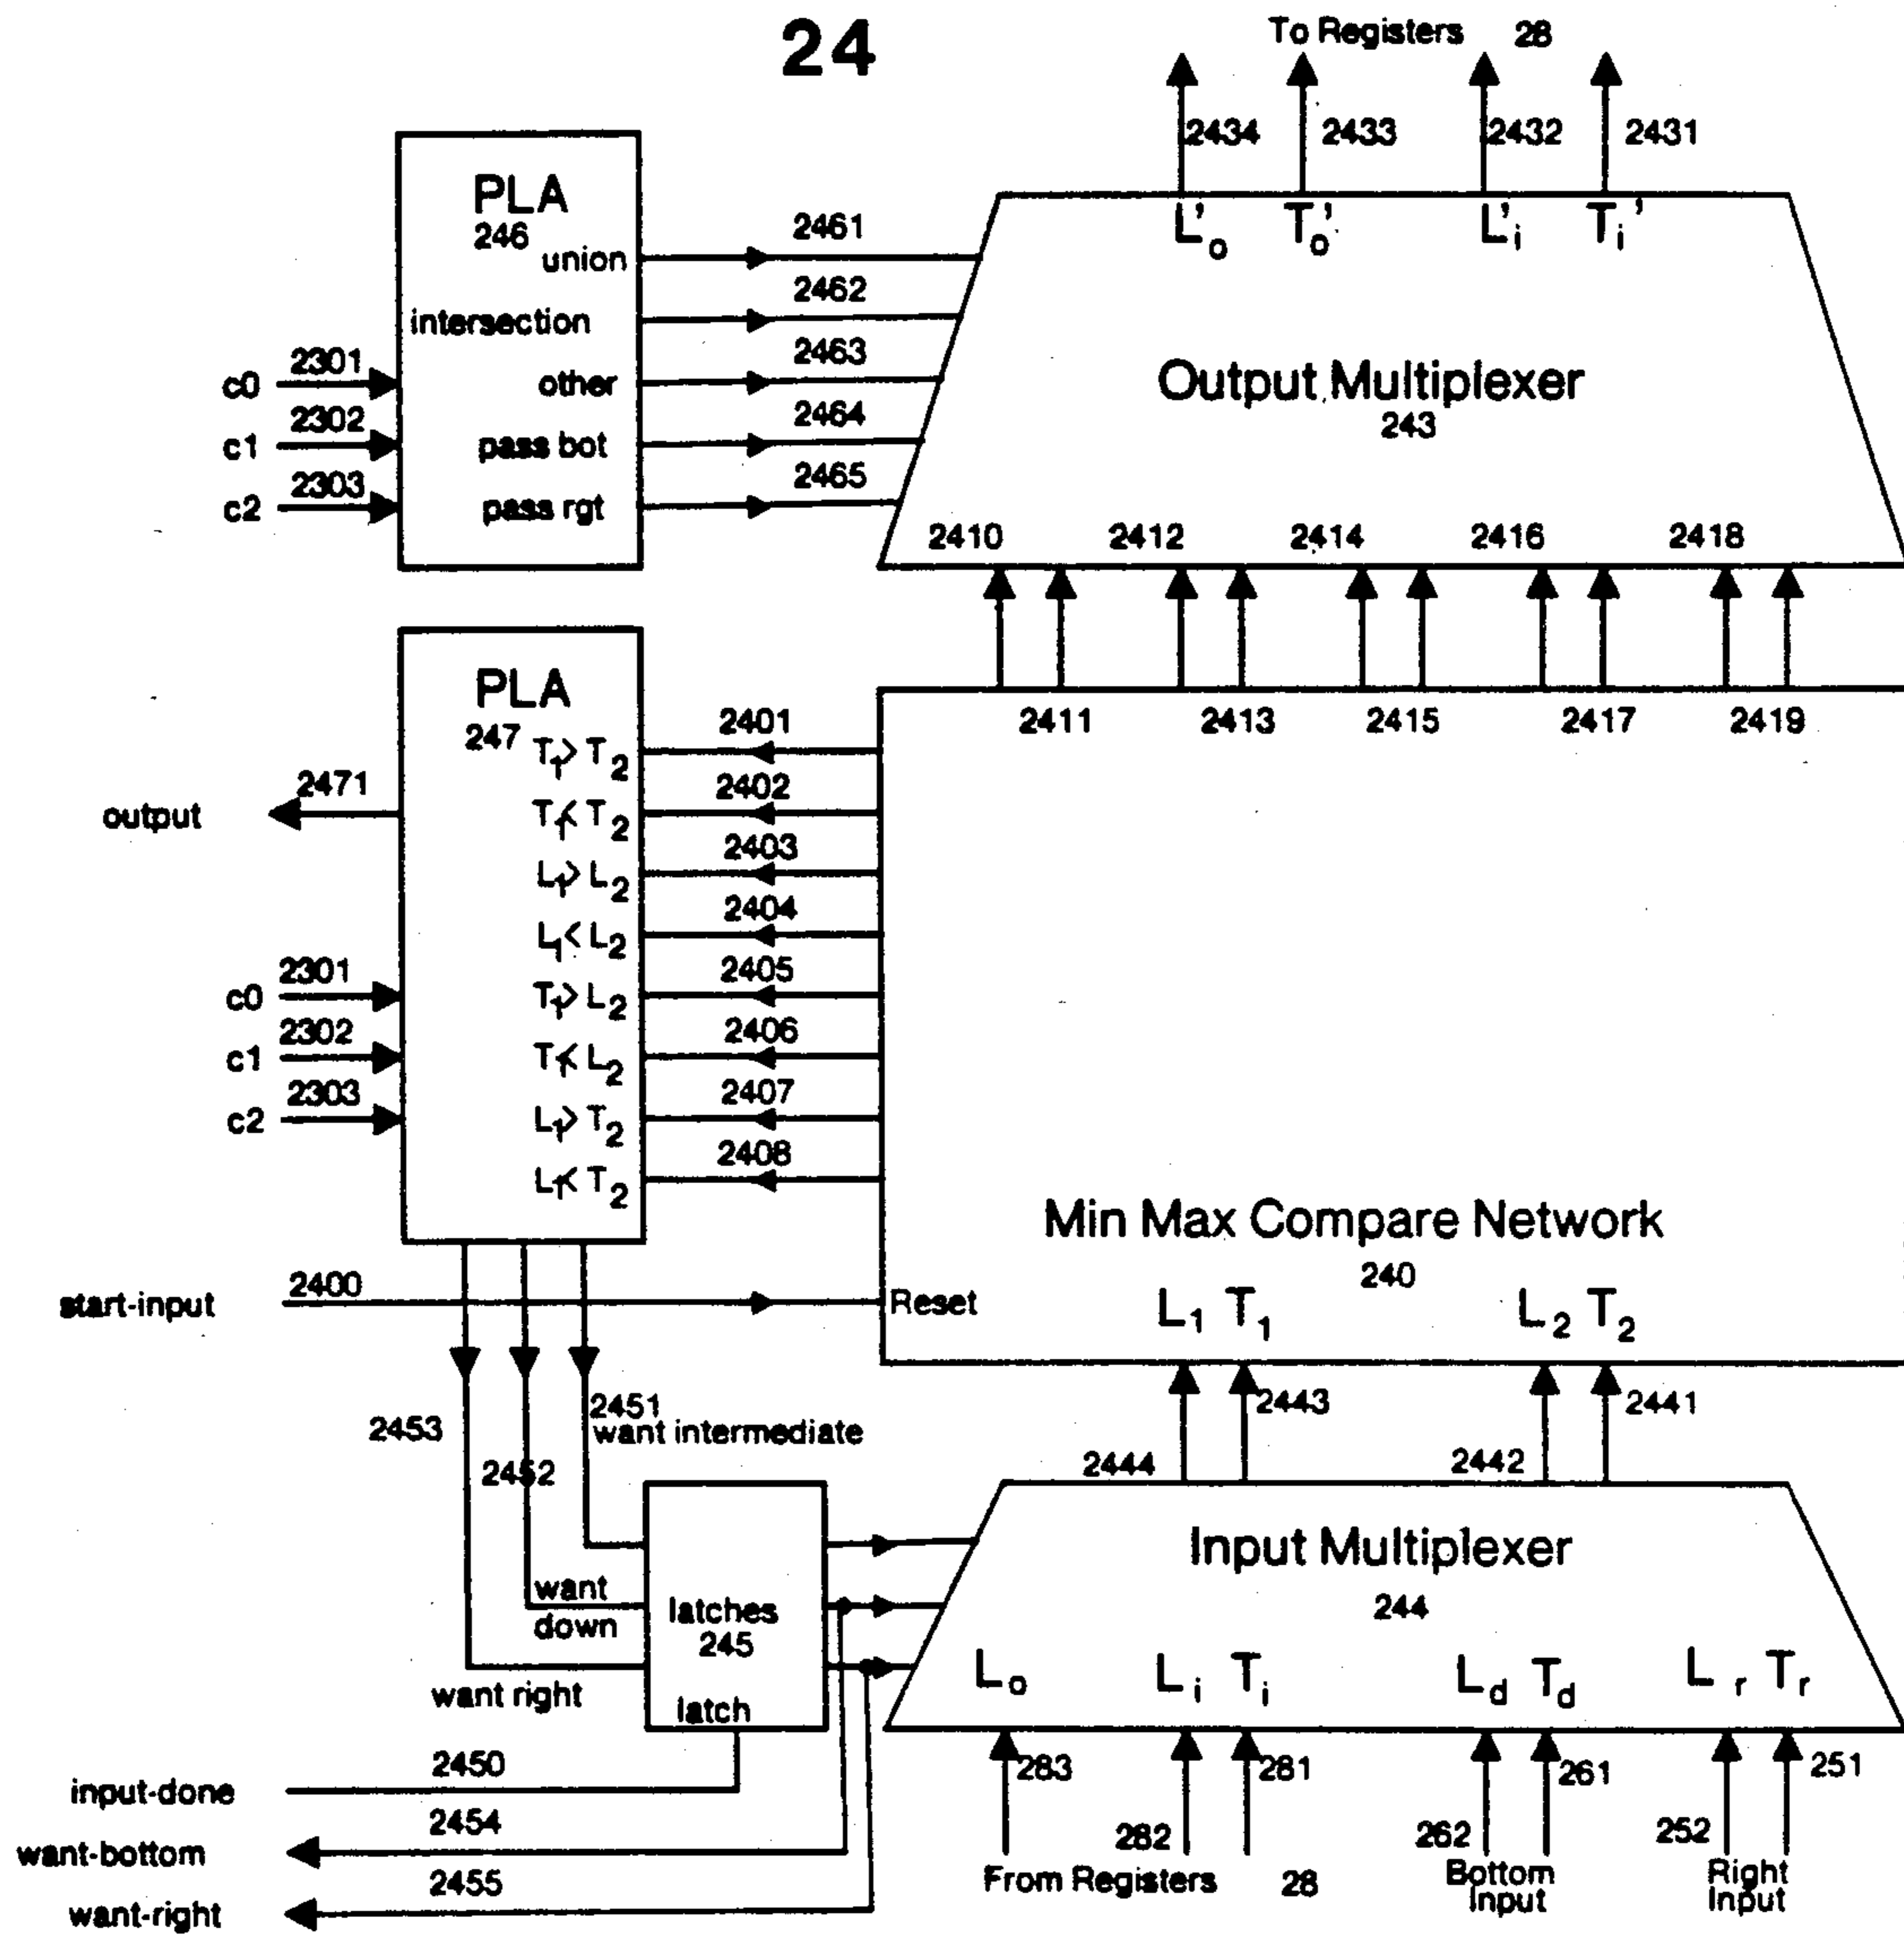 24
To Registers 28
2434 2433 2432 2431
L'o T'o L'i Ti'
PLA
246
union 2461
intersection 2462
c0 2301 other 2463
c1 2302 pass bot 2464
c2 2303 pass rgt 2465
Output Multiplexer
243
2410 2412 2414 2416 2418
2411 2413 2415 2417 2419
PLA
247
T1> T2 2401
output 2471 T1< T2 2402
L1> L2 2403
L1< L2 2404
c0 2301 T1> L2 2405
c1 2302 T1< L2 2406
c2 2303 L1> T2 2407
L1< T2 2408
Min Max Compare Network
240
start-input 2400 Reset
L1 T1 L2 T2
2453 2452 2451
want intermediate
2444 2443 2442 2441
Input Multiplexer
244
want
down
want right
latches
245
latch
Lo Li Ti Ld Td Lr Tr
input-done 2450
want-bottom 2454
want-right 2455
283 282 281 262 261 252 251
From Registers 28
Bottom
Input
Right
Input